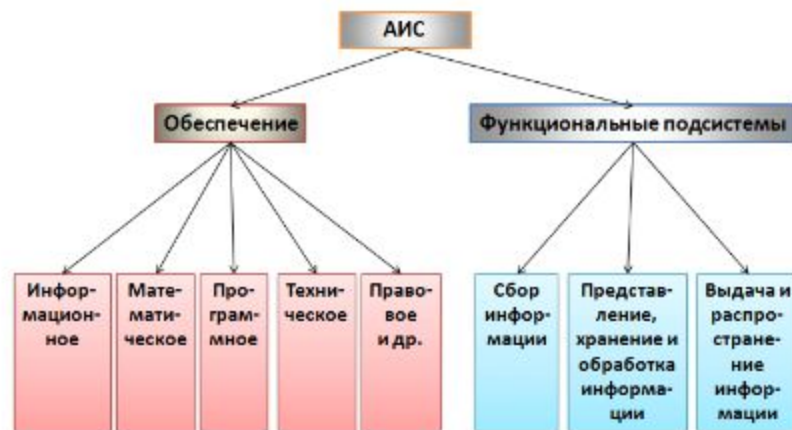 АИС
Обеспечение
Функциональные подсистемы
Инфор-
мацион-
ное
Мате-
мати-
ческое
Про-
грам-
мное
Техни-
ческое
Право-
вое
и др.
Сбор
инфор-
мации
Представ-
ление,
хранение и
обработка
информа-
ции
Выдача и
распро-
стране-
ние
инфор-
мации